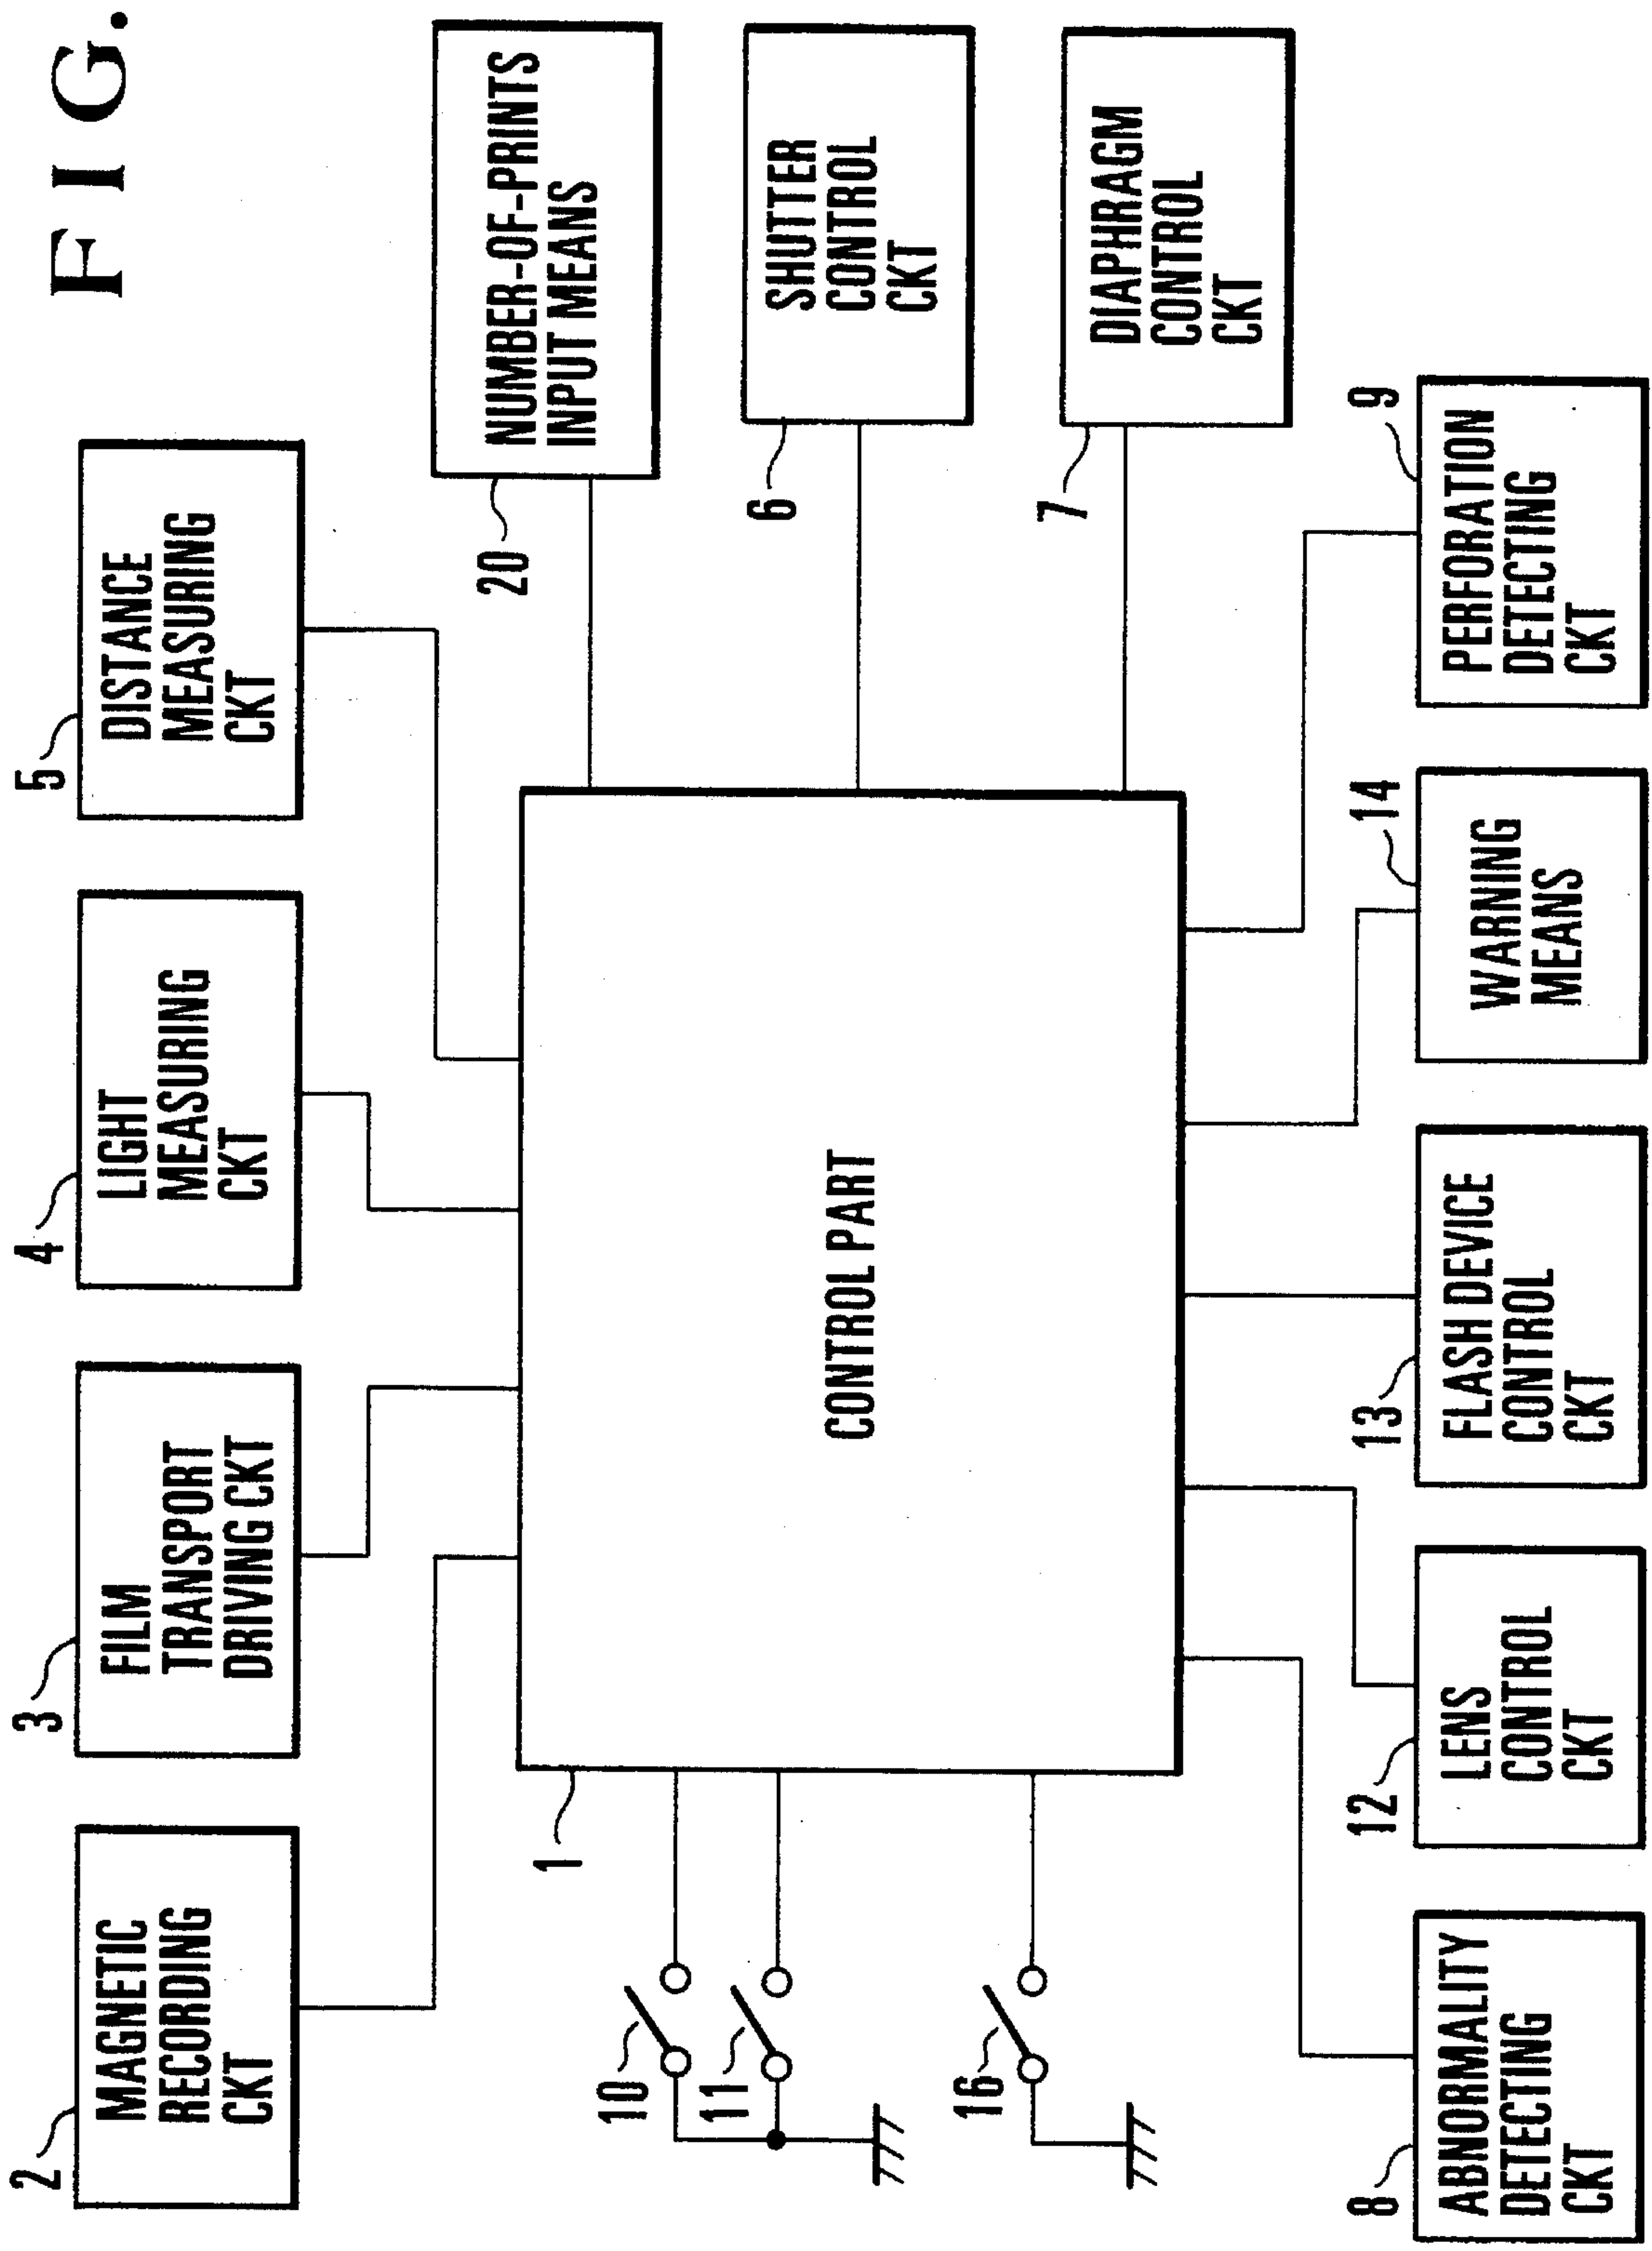 FIG.
2
MAGNETIC
RECORDING
CKT
3
FILM
TRANSPORT
DRIVING CKT
4
LIGHT
MEASURING
CKT
5
DISTANCE
MEASURING
CKT
20
NUMBER-OF-PRINTS
INPUT MEANS
6
SHUTTER
CONTROL
CKT
7
DIAPHRAGM
CONTROL
CKT
1
CONTROL PART
10
11
16
8
ABNORMALITY
DETECTING
CKT
12
LENS
CONTROL
CKT
13
FLASH DEVICE
CONTROL
CKT
14
WARNING
MEANS
9
PERFORATION
DETECTING
CKT